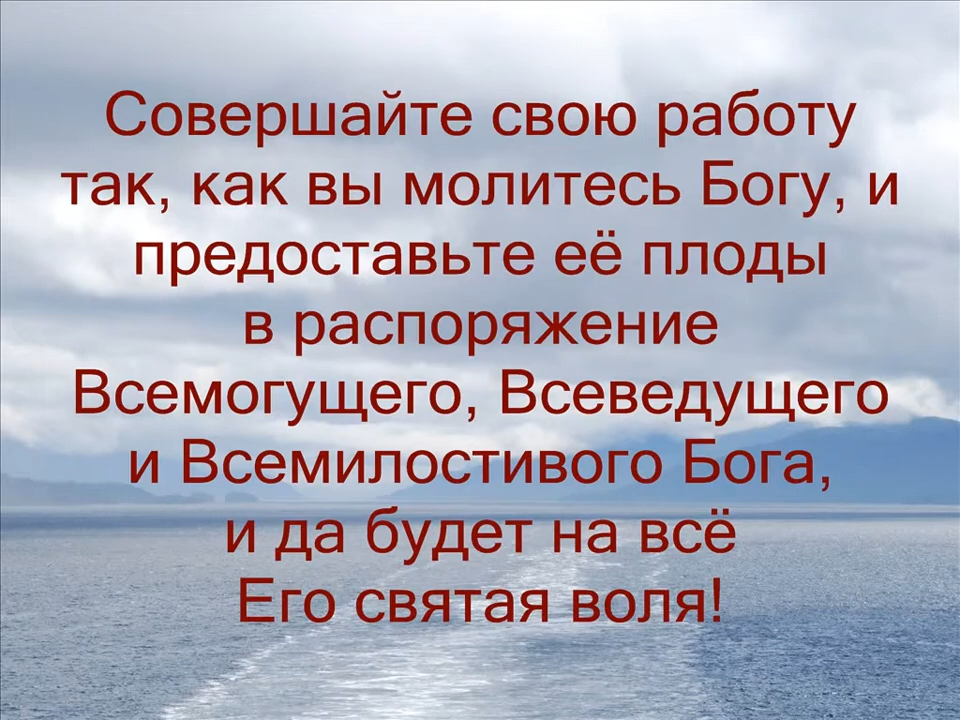 Совершайте свою работу
так, как вы молитесь Богу, и
предоставьте её плоды
в распоряжение
Всемогущего, Всеведущего
и Всемилостивого Бога,
и да будет на всё
Его святая воля!